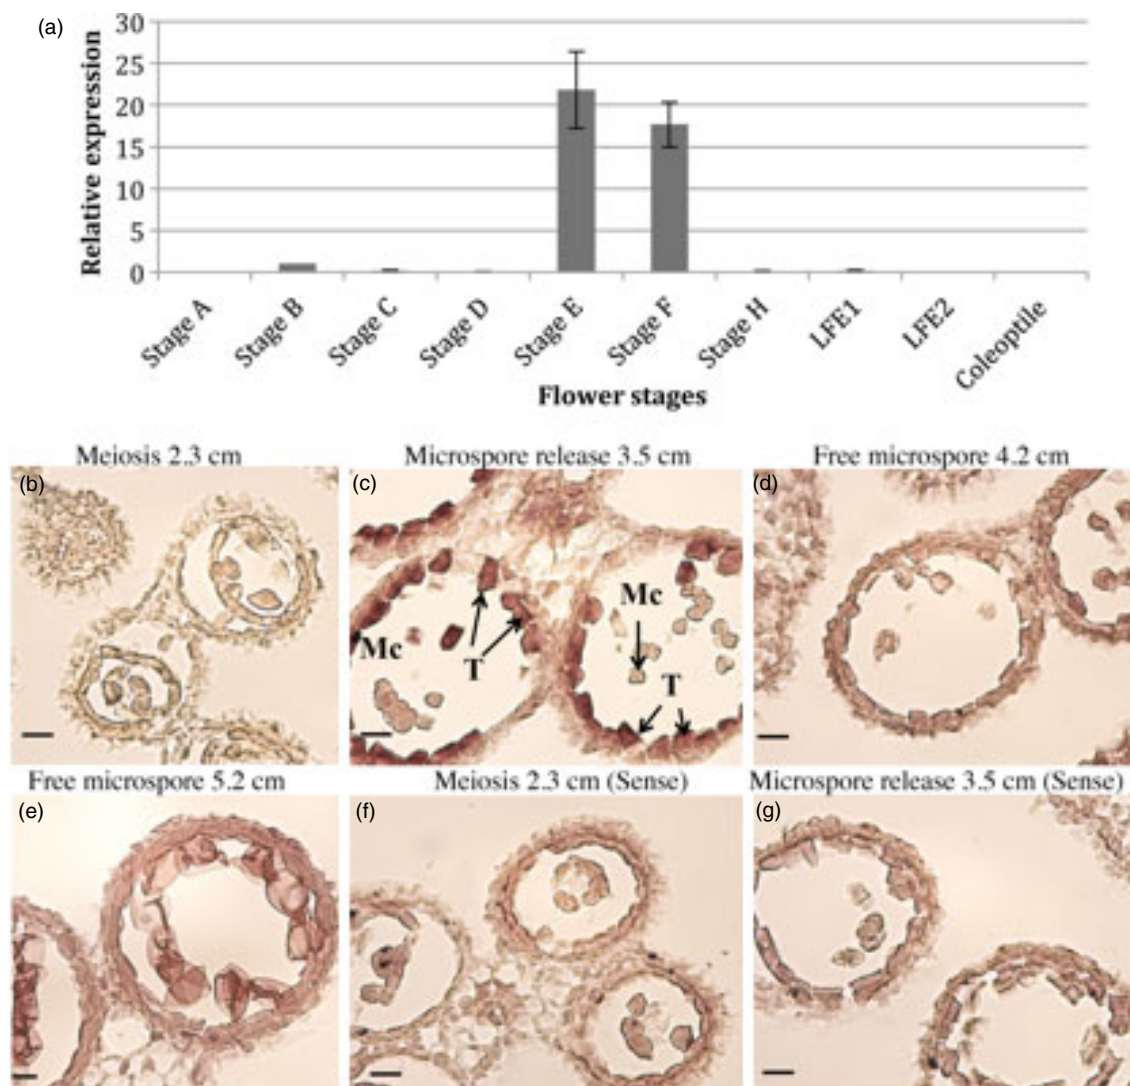 (a)
30
25
20
15
10
5
0
Relative expression
Stage A
Stage B
Stage C
Stage D
Stage E
Stage F
Stage H
LFE1
LFE2
Coleoptile
Flower stages
Meiosis 2.3 cm
Microspore release 3.5 cm
Free microspore 4.2 cm
(b)
(c)
(d)
Mc
Mc
T
T
Free microspore 5.2 cm
Meiosis 2.3 cm (Sense)
Microspore release 3.5 cm (Sense)
(e)
(f)
(g)